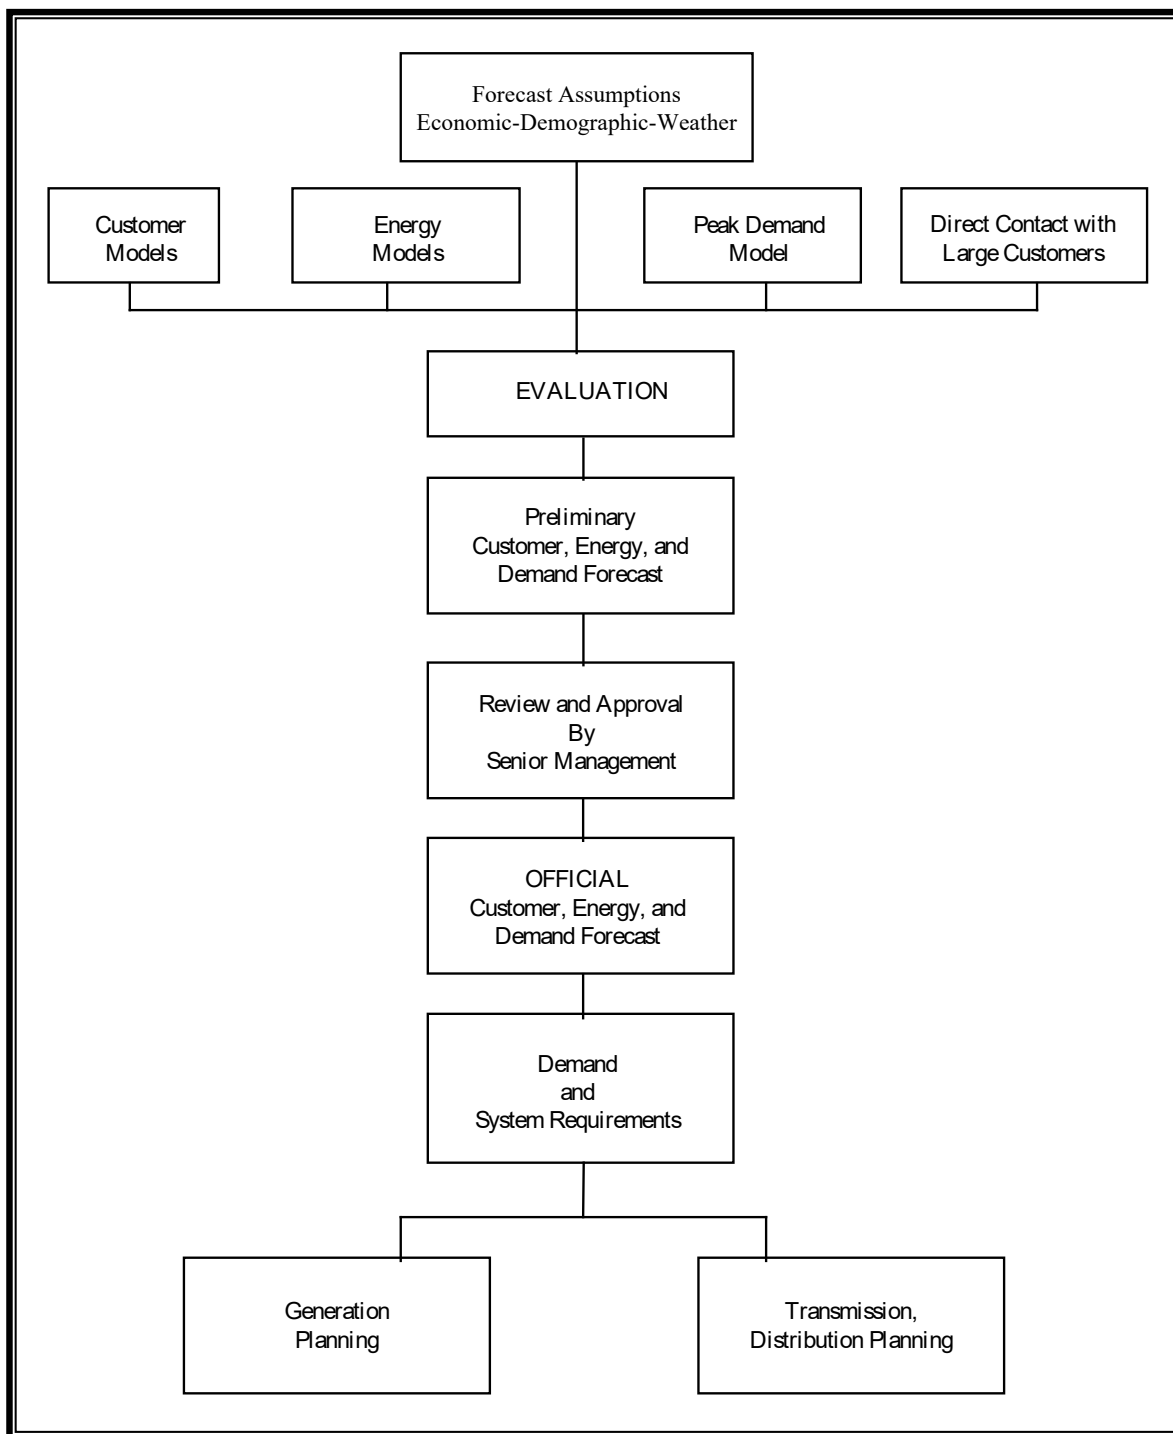 Forecast Assumptions
Economic-Demographic-Weather
Customer
Models
Energy
Models
Peak Demand
Model
Direct Contact with
Large Customers
EVALUATION
Preliminary
Customer, Energy, and
Demand Forecast
Review and Approval
By
Senior Management
OFFICIAL
Customer, Energy, and
Demand Forecast
Demand
and
System Requirements
Generation
Planning
Transmission,
Distribution Planning